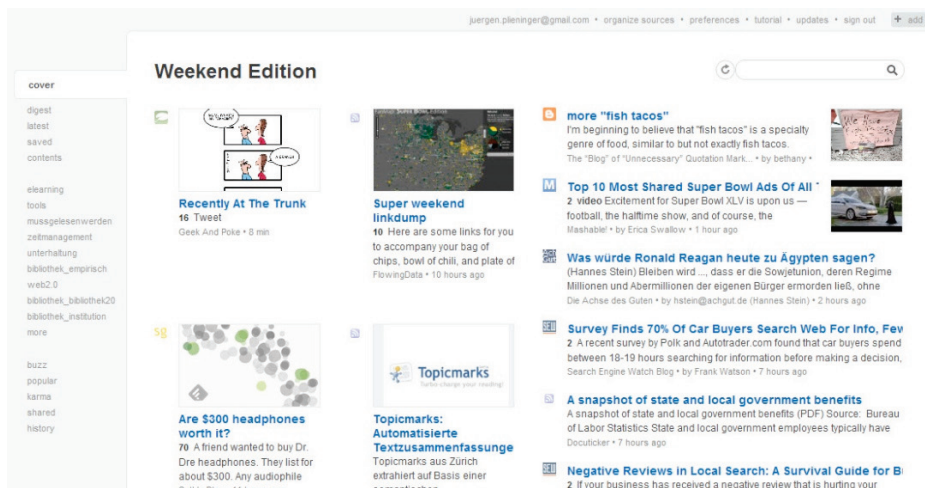 juergen.plieninger@gmail.com • organize sources • preferences • tutorial • updates • sign out + add
Weekend Edition
cover
digest
latest
saved
contents
elearning
tools
mussgelesenwerden
zeitmanagement
unterhaltung
bibliothek_empirisch
web2.0
bibliothek_bibliothek20
bibliothek_institution
more
buzz
popular
karma
shared
history
Recently At The Trunk
16 Tweet
Geek And Poke • 8 min
Super weekend
linkdump
10 Here are some links for you
to accompany your bag of
chips, bowl of chili, and plate of
FlowingData • 10 hours ago
sg
Are $300 headphones
worth it?
70 A friend wanted to buy Dr.
Dre headphones. They list for
about $300. Any audiophile
Topicmarks
Turbo-charge your reading!
Topicmarks:
Automatisierte
Textzusammenfassunge
Topicmarks aus Zürich
extrahiert auf Basis einer
more "fish tacos"
I'm beginning to believe that "fish tacos" is a specialty
genre of food, similar to but not exactly fish tacos.
The "Blog" of "Unnecessary" Quotation Mark... • by bethany •
M
Top 10 Most Shared Super Bowl Ads Of All
2 video Excitement for Super Bowl XLV is upon us —
football, the halftime show, and of course, the
Mashable! • by Erica Swallow • 1 hour ago
Was würde Ronald Reagan heute zu Ägypten sagen?
(Hannes Stein) Bleiben wird ..., dass er die Sowjetunion, deren Regime
Millionen und Abermillionen der eigenen Bürger ermorden ließ, ohne
Die Achse des Guten • by hstein@achgut.de (Hannes Stein) • 2 hours ago
Survey Finds 70% Of Car Buyers Search Web For Info, Few
2 A recent survey by Polk and Autotrader.com found that car buyers spend
between 18-19 hours searching for information before making a decision,
Search Engine Watch Blog • by Frank Watson • 7 hours ago
A snapshot of state and local government benefits
A snapshot of state and local government benefits (PDF) Source: Bureau
of Labor Statistics State and local government employees typically have
Docuticker • 7 hours ago
Negative Reviews in Local Search: A Survival Guide for
2 If your business has received a negative review that is hurting your